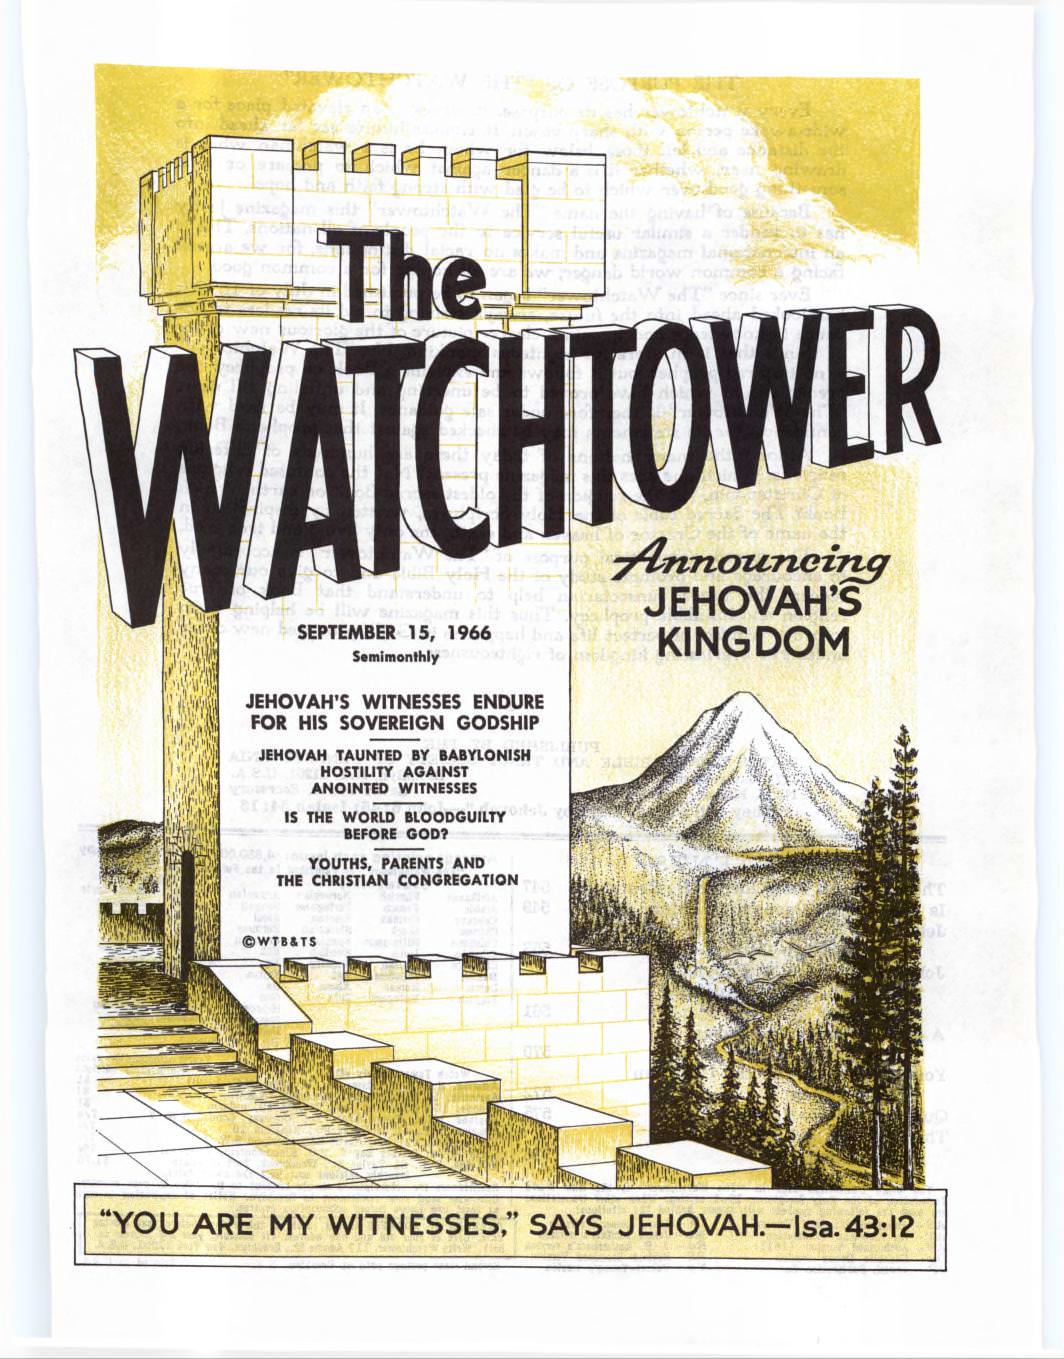 The
WATCHTOWER
Announcing
JEHOVAH'S
KINGDOM
SEPTEMBER 15, 1966
Semimonthly
JEHOVAH'S WITNESSES ENDURE
FOR HIS SOVEREIGN GODSHIP
JEHOVAH TAUNTED BY BABYLONISH
HOSTILITY AGAINST
ANOINTED WITNESSES
IS THE WORLD BLOODGUILTY
BEFORE GOD?
YOUTHS, PARENTS AND
THE CHRISTIAN CONGREGATION
©WTB&TS
“YOU ARE MY WITNESSES,” SAYS JEHOVAH.—Isa. 43:12